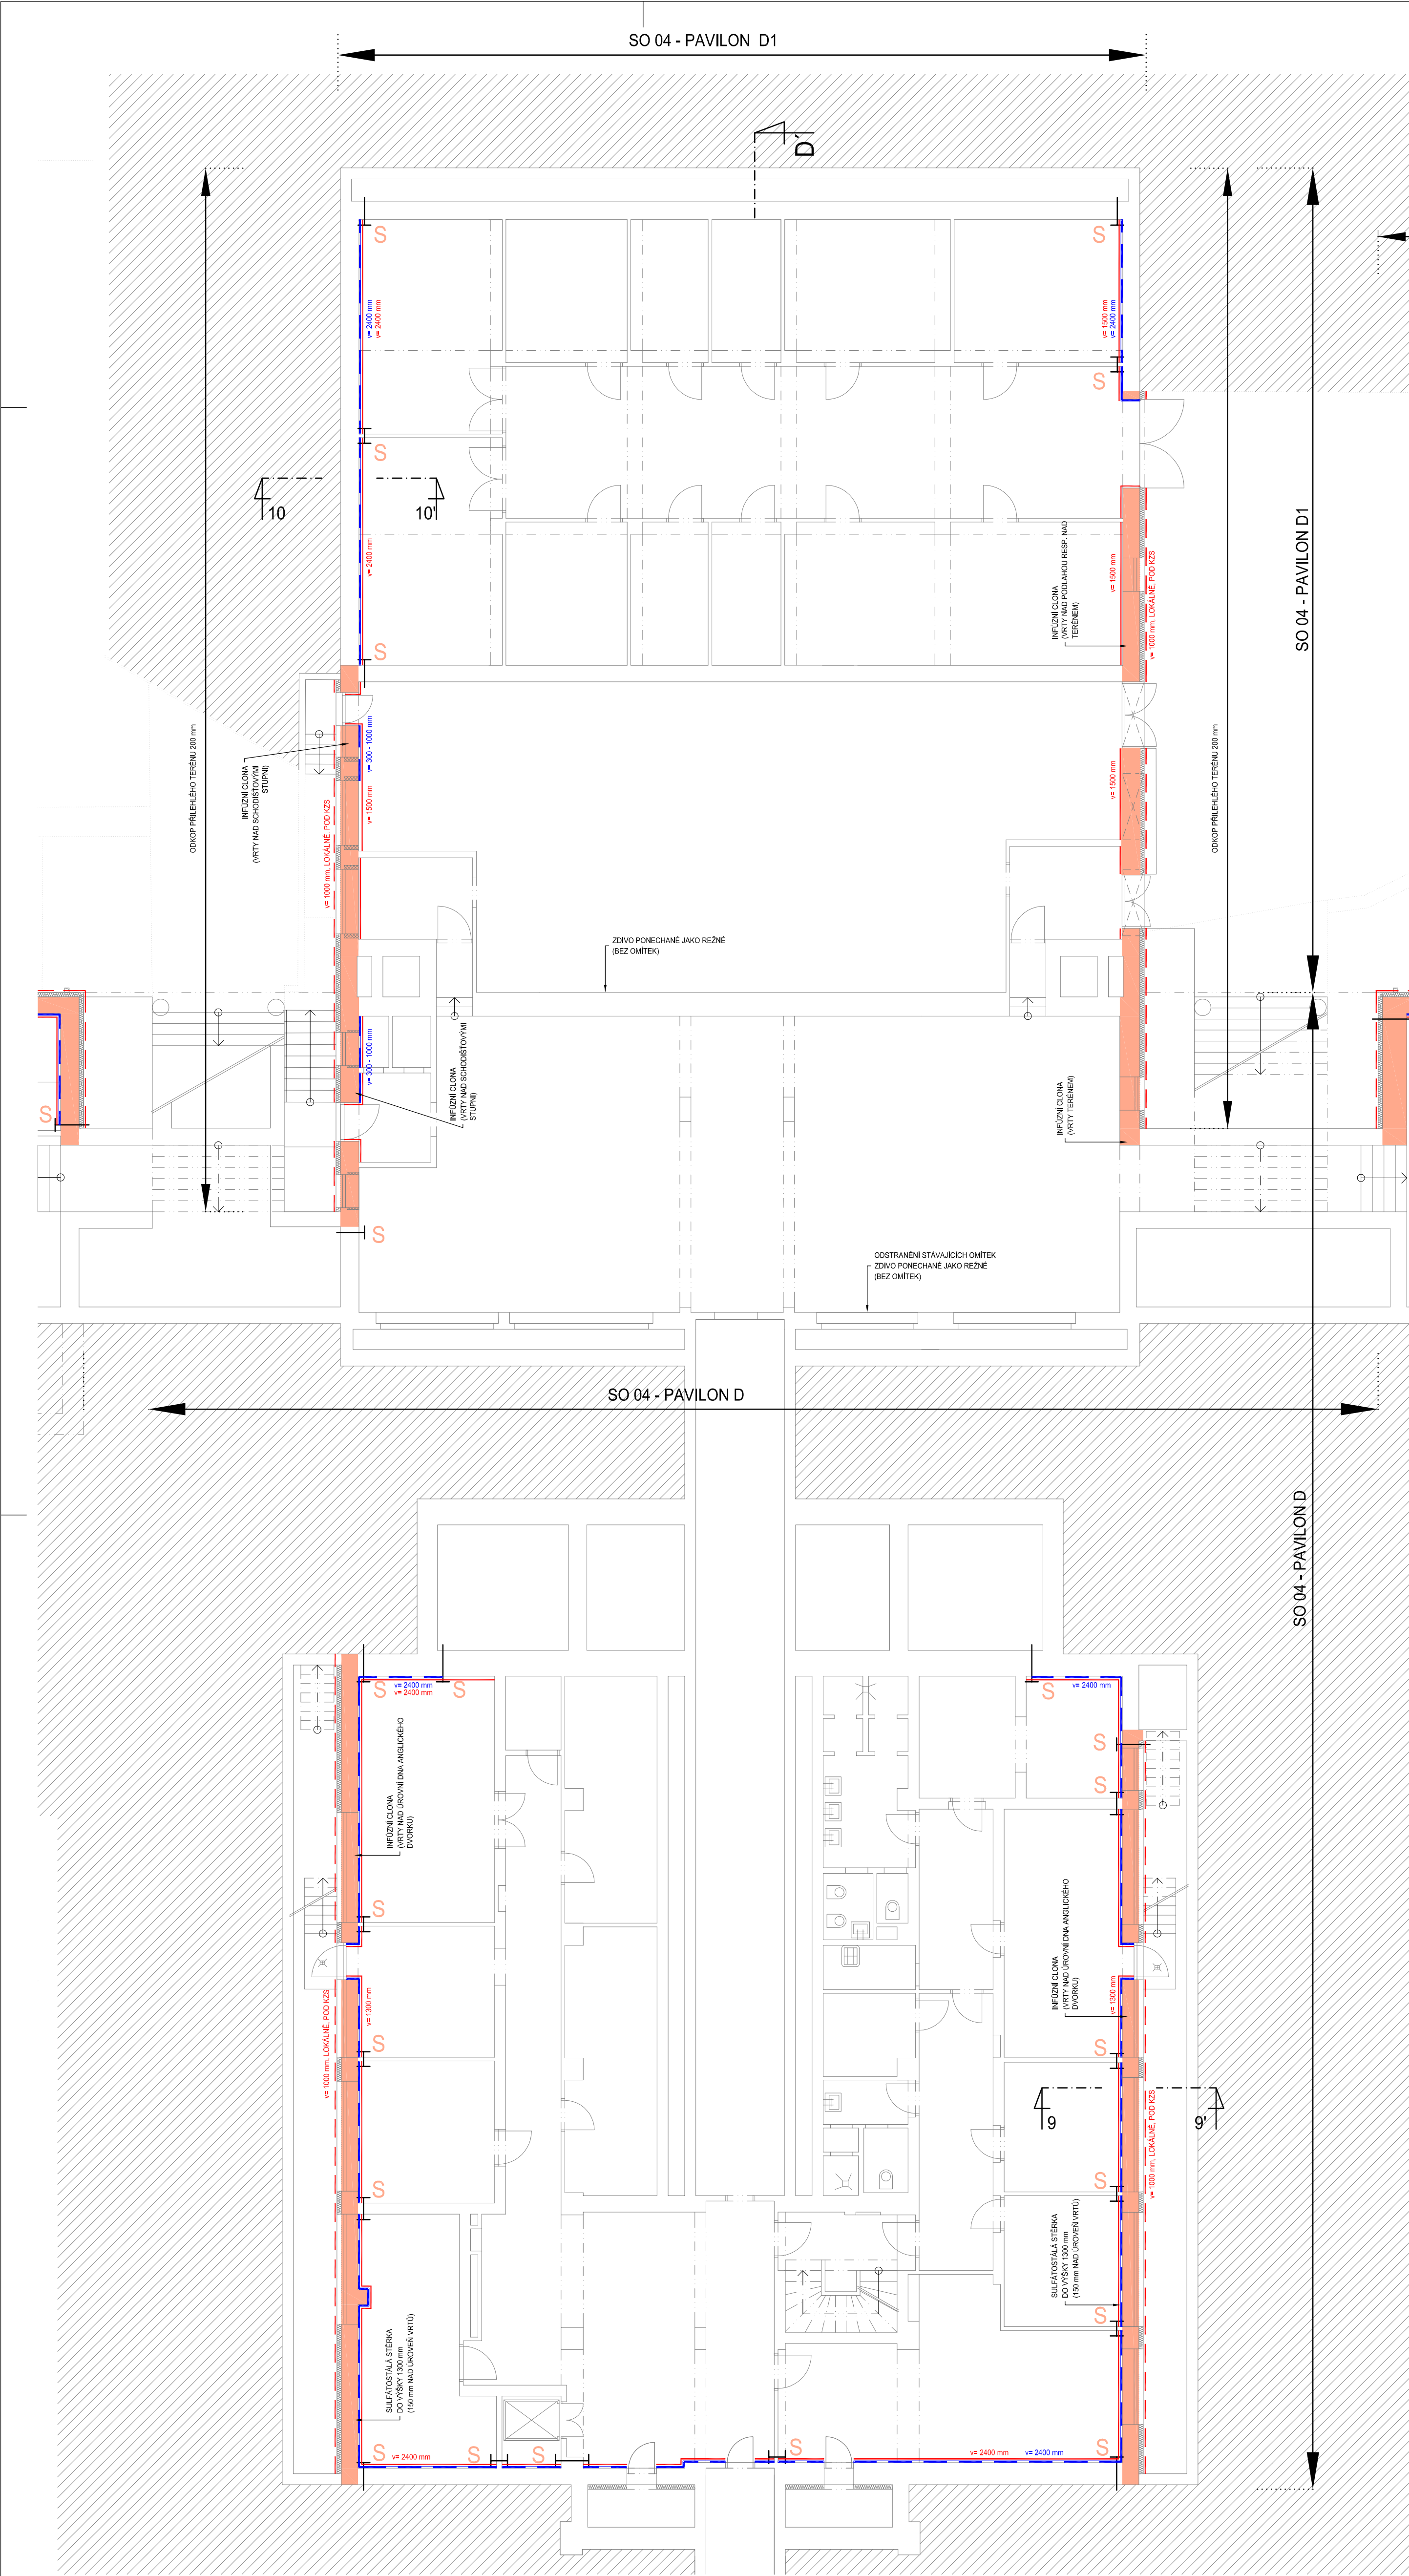 SO 04 - PAVILON D1
D'
S
S
v= 2400 mm
v= 2400 mm
v= 1500 mm
v= 2400 mm
S
S
10
10'
v= 2400 mm
v= 1500 mm
INFÚZNÍ CLONA
(VRTY NAD PODLAHOU RESP. NAD
TERÉNEM)
v= 1000 mm, LOKÁLNĚ, POD KZS
SO 04 - PAVILON D1
S
ODKOP PŘILEHLÉHO TERÉNU 200 mm
INFÚZNÍ CLONA
(VRTY NAD SCHODIŠŤOVÝMI
STUPNI)
v= 300 - 1000 mm
v= 1500 mm
v= 1000 mm, LOKÁLNĚ, POD KZS
v= 1500 mm
ODKOP PŘILEHLÉHO TERÉNU 200 mm
ZDIVO PONECHANÉ JAKO REŽNÉ
(BEZ OMÍTEK)
S
v= 300 - 1000 mm
INFÚZNÍ CLONA
(VRTY NAD SCHODIŠŤOVÝMI
STUPNI)
INFÚZNÍ CLONA
(VRTY TERÉNEM)
S
ODSTRANĚNÍ STÁVAJÍCÍCH OMÍTEK
ZDIVO PONECHANÉ JAKO REŽNÉ
(BEZ OMÍTEK)
SO 04 - PAVILON D
SO 04 - PAVILON D
S
v= 2400 mm
v= 2400 mm
S
S
v= 2400 mm
S
S
INFÚZNÍ CLONA
(VRTY NAD ÚROVNÍ DNA ANGLICKÉHO
DVORKU)
S
INFÚZNÍ CLONA
(VRTY NAD ÚROVNÍ DNA ANGLICKÉHO
DVORKU)
v= 1000 mm, LOKÁLNĚ, POD KZS
v= 1300 mm
v= 1300 mm
S
S
9
9'
v= 1000 mm, LOKÁLNĚ, POD KZS
S
S
SULFÁTOSTÁLÁ STĚRKA
DO VÝŠKY 1300 mm
(150 mm NAD ÚROVEŇ VRTŮ)
S
SULFÁTOSTÁLÁ STĚRKA
DO VÝŠKY 1300 mm
(150 mm NAD ÚROVEŇ VRTŮ)
S
v= 2400 mm
S
S
S
v= 2400 mm
v= 2400 mm
S